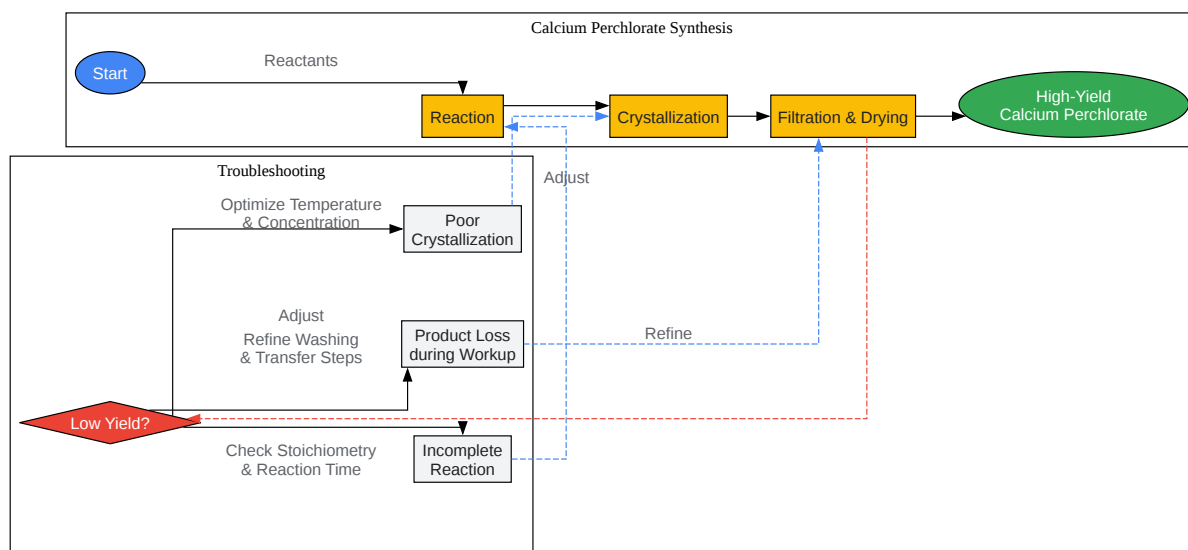 Calcium Perchlorate Synthesis
Start
Reactants
Reaction
Crystallization
Filtration & Drying
High-Yield
Calcium Perchlorate
Troubleshooting
Adjust
Optimize Temperature
& Concentration
Poor
Crystallization
Adjust
Refine Washing
& Transfer Steps
Product Loss
during Workup
Refine
Low Yield?
Check Stoichiometry
& Reaction Time
Incomplete
Reaction